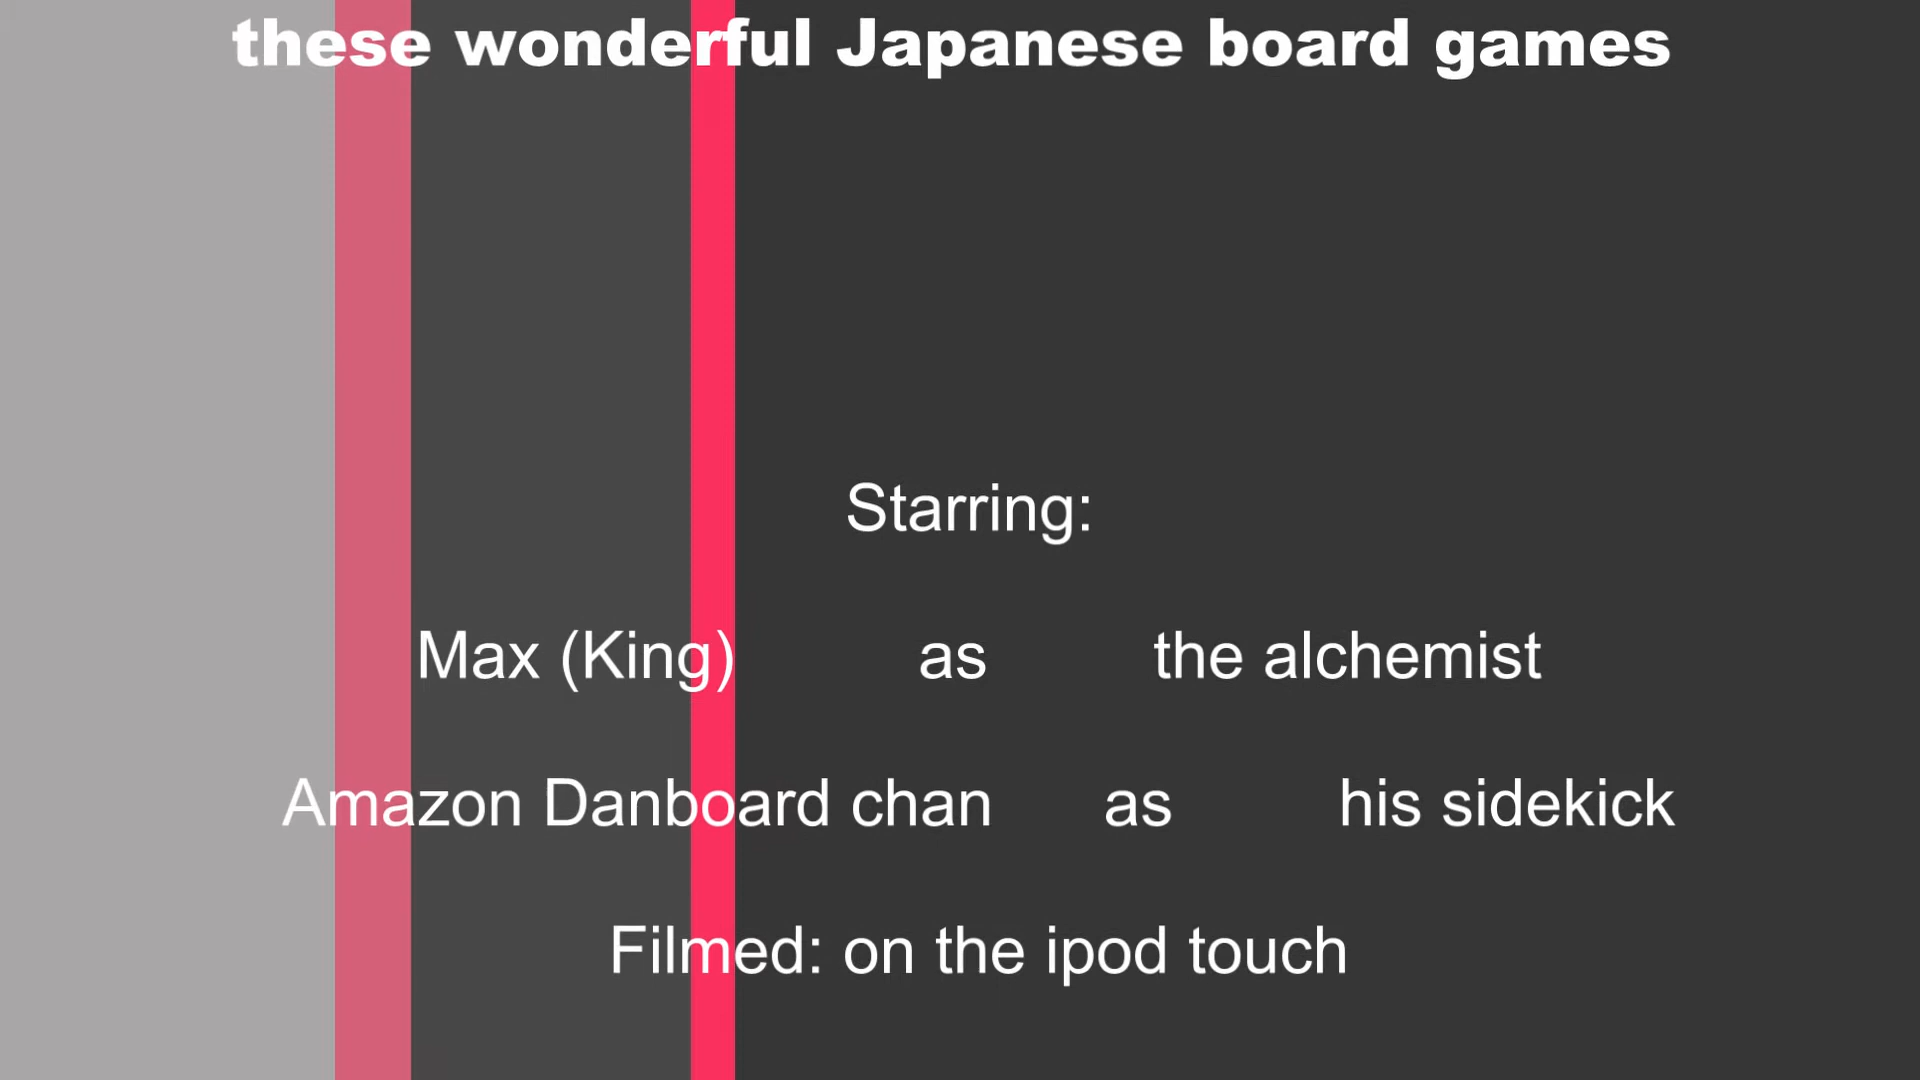 these wonderful Japanese board games
Starring:
Max (King) as the alchemist
Amazon Danboard chan as his sidekick
Filmed: on the ipod touch